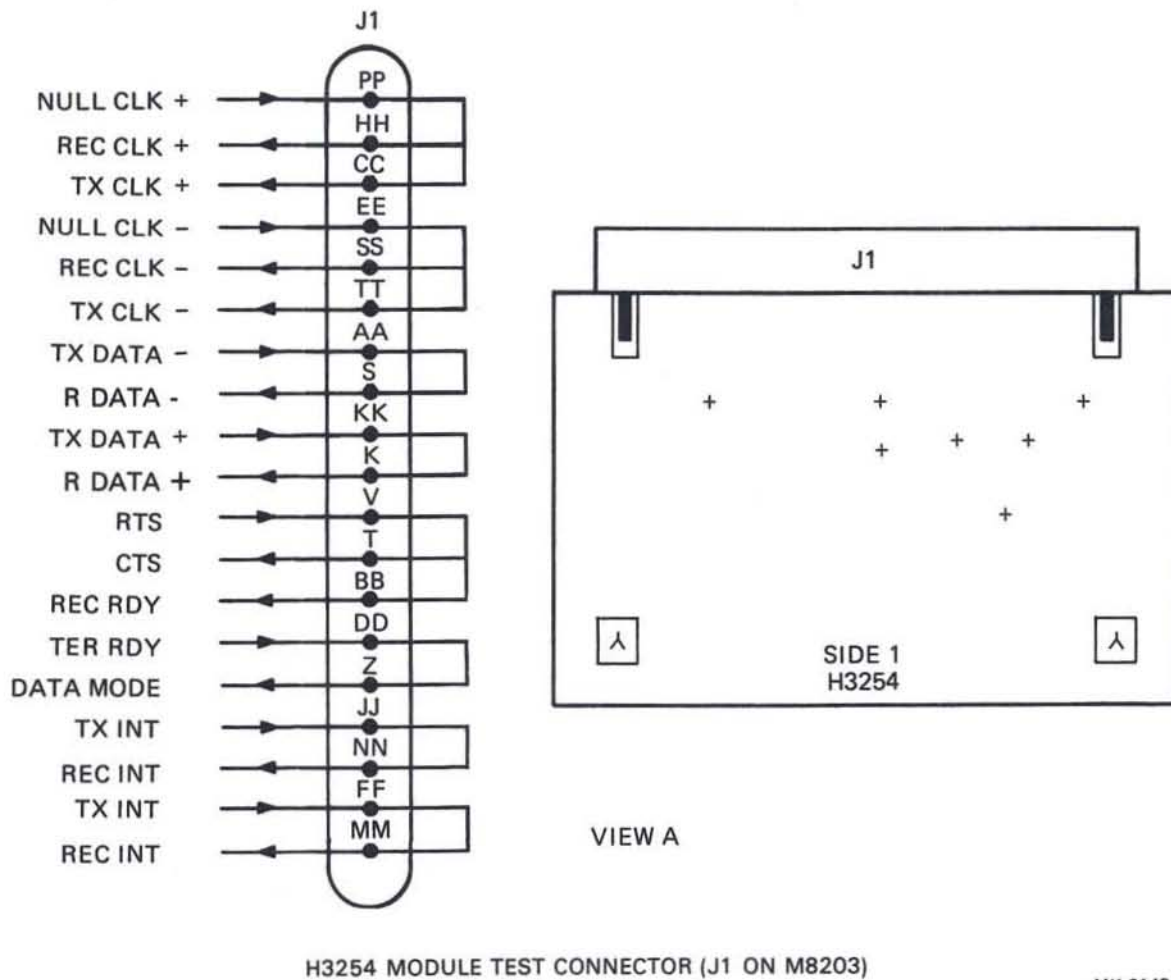 J1
PP
NULL CLK +
HH
REC CLK +
CC
TX CLK +
EE
NULL CLK -
SS
REC CLK -
TT
TX CLK -
AA
TX DATA -
S
R DATA -
KK
TX DATA +
K
R DATA +
V
RTS
T
CTS
BB
REC RDY
DD
TER RDY
Z
DATA MODE
JJ
TX INT
NN
REC INT
FF
TX INT
MM
REC INT
J1
SIDE 1
H3254
VIEW A
H3254 MODULE TEST CONNECTOR (J1 ON M8203)